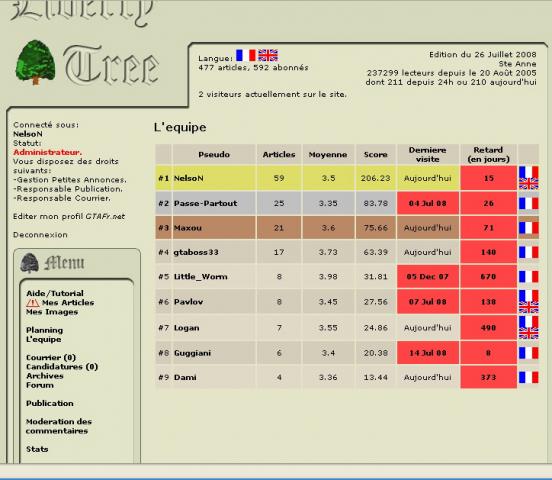 Liberty
Tree
Langue:
477 articles, 592 abonnés
2 visiteurs actuellement sur le site.
Edition du 26 Juillet 2008
Ste Anne
237299 lecteurs depuis le 20 Août 2005
dont 211 depuis 24h ou 210 aujourd'hui
Connecté sous:
NelsoN
Statut:
Administrateur.
Vous disposez des droits
suivants:
-Gestion Petites Annonces.
-Responsable Publication.
-Responsable Courrier.
Editer mon profil GTAFr.net
Deconnexion
Menu
Aide/Tutorial
/!\ Mes Articles
Mes Images
Planning
L'equipe
Courrier (0)
Candidatures (0)
Archives
Forum
Publication
Moderation des
commentaires
Stats
L'equipe
Pseudo Articles Moyenne Score Derniere visite Retard (en jours)
#1 NelsoN 59 3.5 206.23 Aujourd'hui 15
#2 Passe-Partout 25 3.35 83.78 04 Jul 08 26
#3 Maxou 21 3.6 75.66 Aujourd'hui 71
#4 gtaboss33 17 3.73 63.39 Aujourd'hui 140
#5 Little_Worm 8 3.98 31.81 05 Dec 07 670
#6 Pavlov 8 3.45 27.56 07 Jul 08 138
#7 Logan 7 3.55 24.86 Aujourd'hui 490
#8 Guggiani 6 3.4 20.38 14 Jul 08 8
#9 Dami 4 3.36 13.44 Aujourd'hui 373